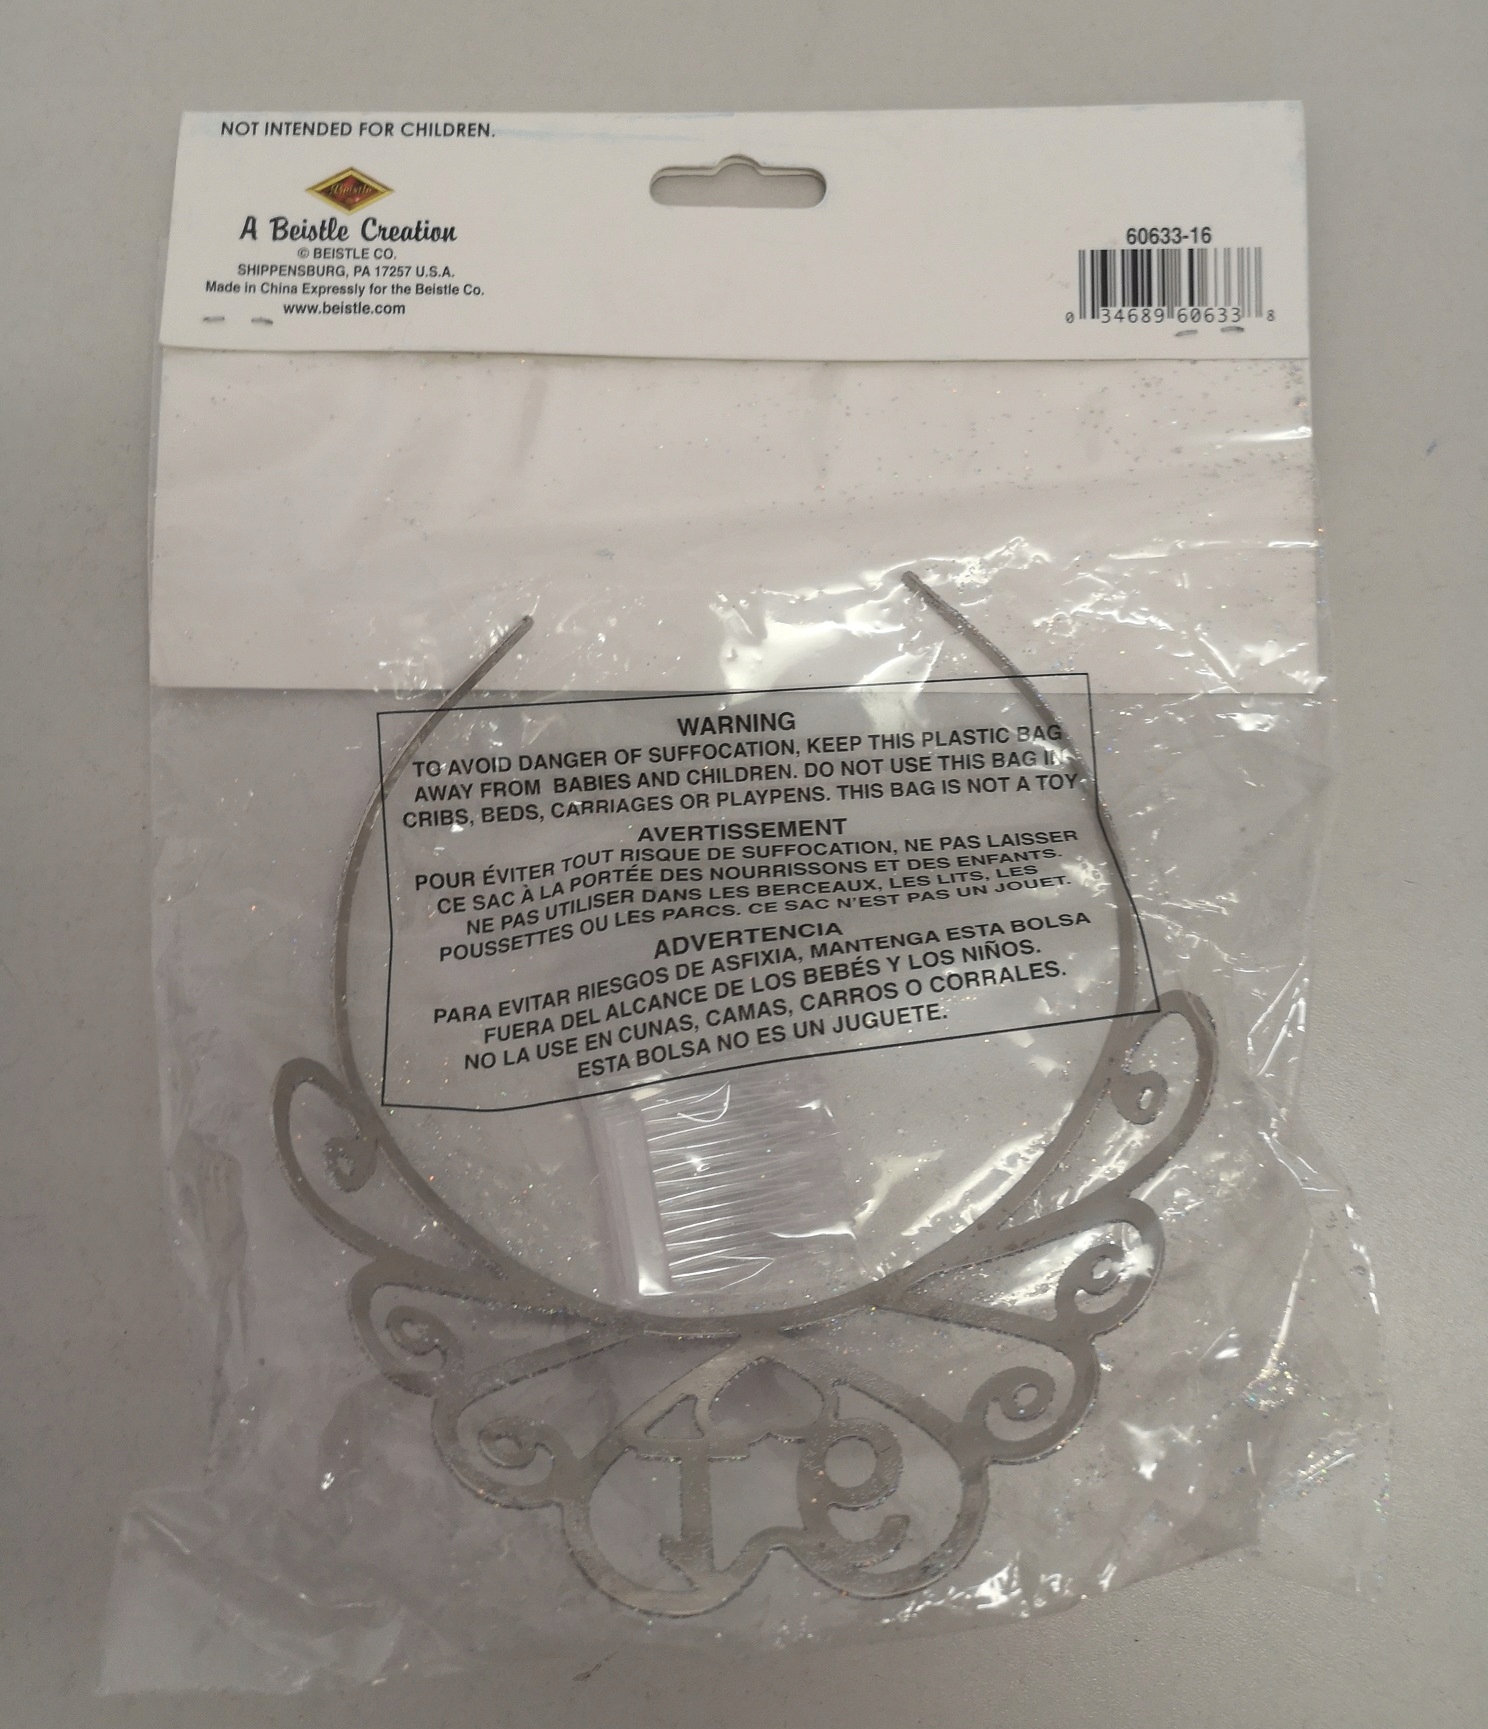 NOT INTENDED FOR CHILDREN.
Beistle
A Beistle Creation
© BEISTLE CO.
SHIPPENSBURG, PA 17257 U.S.A.
Made in China Expressly for the Beistle Co.
www.beistle.com
60633-16
0 34689 60633 8
WARNING
TO AVOID DANGER OF SUFFOCATION, KEEP THIS PLASTIC BAG
AWAY FROM BABIES AND CHILDREN. DO NOT USE THIS BAG IN
CRIBS, BEDS, CARRIAGES OR PLAYPENS. THIS BAG IS NOT A TOY.
AVERTISSEMENT
POUR ÉVITER TOUT RISQUE DE SUFFOCATION, NE PAS LAISSER
CE SAC À LA PORTÉE DES NOURRISSONS ET DES ENFANTS.
NE PAS UTILISER DANS LES BERCEAUX, LES LITS, LES
POUSSETTES OU LES PARCS. CE SAC N'EST PAS UN JOUET.
ADVERTENCIA
PARA EVITAR RIESGOS DE ASFIXIA, MANTENGA ESTA BOLSA
FUERA DEL ALCANCE DE LOS BEBÉS Y LOS NIÑOS.
NO LA USE EN CUNAS, CAMAS, CARROS O CORRALES.
ESTA BOLSA NO ES UN JUGUETE.